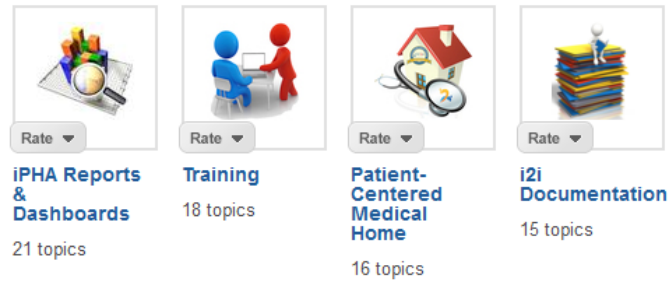 Rate
iPHA Reports
&
Dashboards
21 topics
Rate
Training
18 topics
Rate
Patient-
Centered
Medical
Home
16 topics
Rate
i2i
Documentation
15 topics